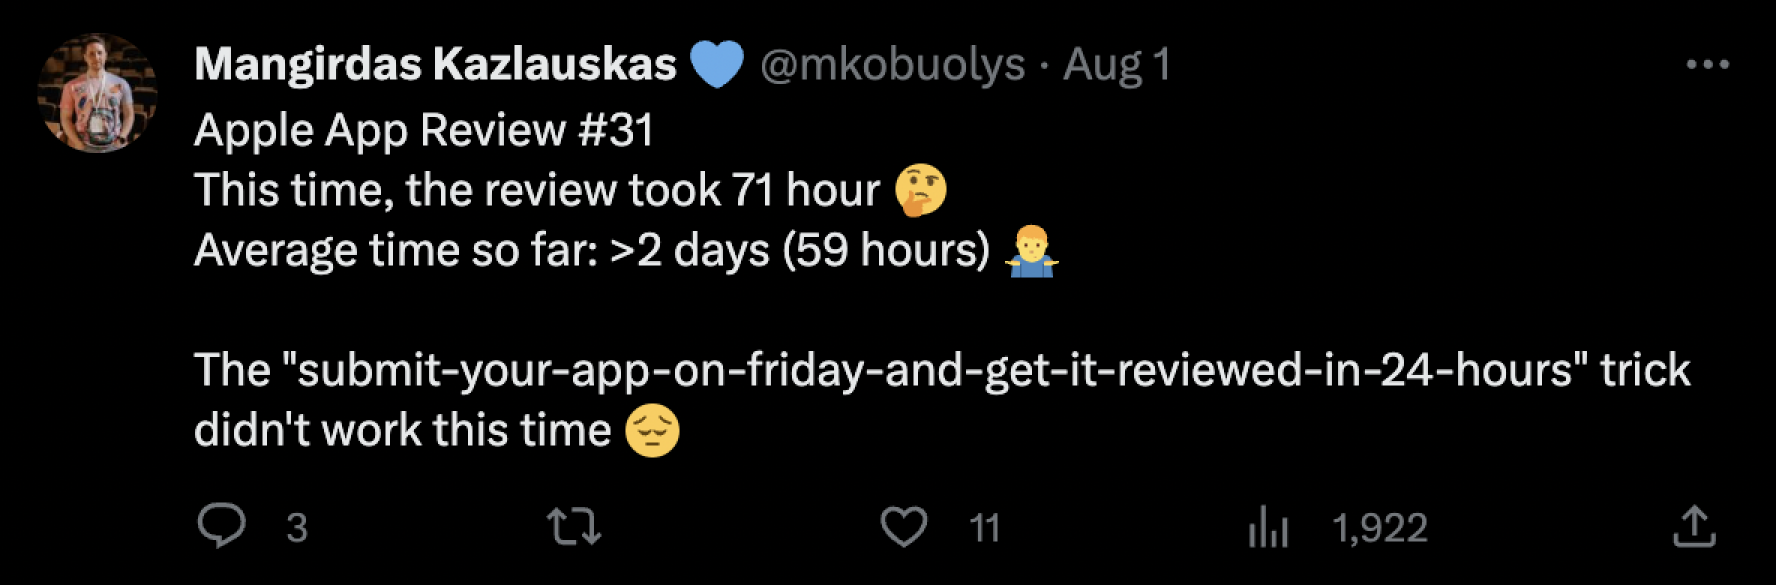 Mangirdas Kazlauskas 💙 @mkobuolys · Aug 1
Apple App Review #31
This time, the review took 71 hour 🤔
Average time so far: >2 days (59 hours) 🤷‍♂️
The "submit-your-app-on-friday-and-get-it-reviewed-in-24-hours" trick
didn't work this time 😔
3 11 1,922